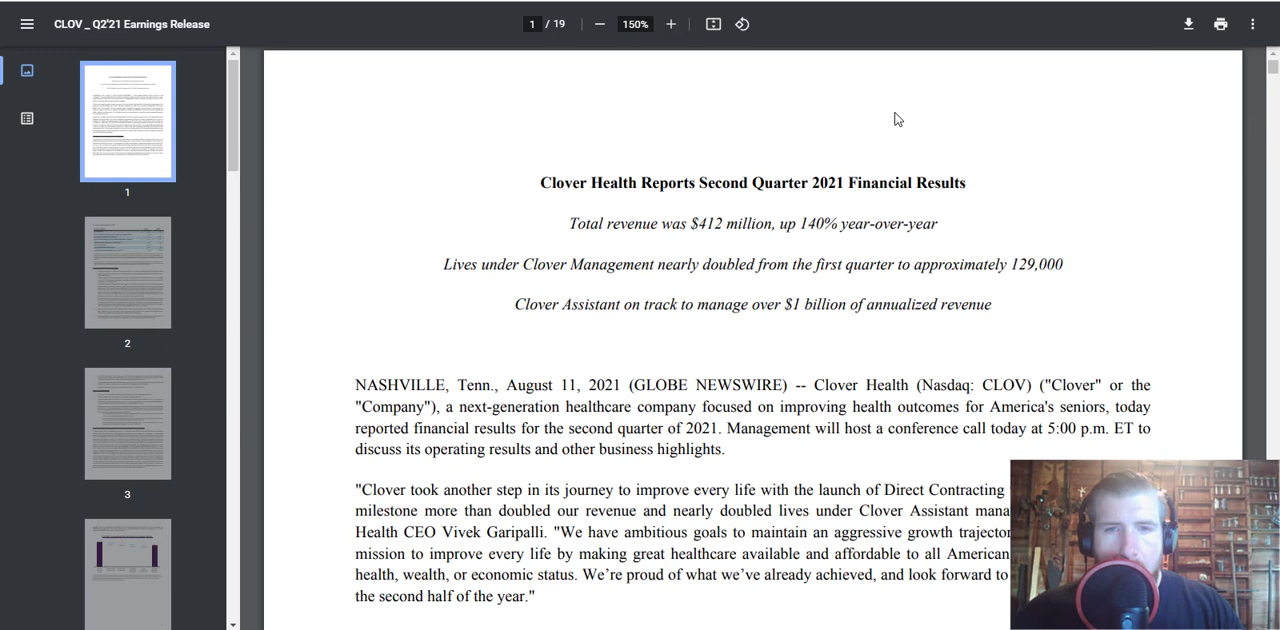 CLOV _ Q2'21 Earnings Release
1 / 19
150%
1
2
3
Clover Health Reports Second Quarter 2021 Financial Results
Total revenue was $412 million, up 140% year-over-year
Lives under Clover Management nearly doubled from the first quarter to approximately 129,000
Clover Assistant on track to manage over $1 billion of annualized revenue
NASHVILLE, Tenn., August 11, 2021 (GLOBE NEWSWIRE) -- Clover Health (Nasdaq: CLOV) ("Clover" or the
"Company"), a next-generation healthcare company focused on improving health outcomes for America's seniors, today
reported financial results for the second quarter of 2021. Management will host a conference call today at 5:00 p.m. ET to
discuss its operating results and other business highlights.
"Clover took another step in its journey to improve every life with the launch of Direct Contracting
milestone more than doubled our revenue and nearly doubled lives under Clover Assistant mana
Health CEO Vivek Garipalli. "We have ambitious goals to maintain an aggressive growth trajector
mission to improve every life by making great healthcare available and affordable to all American
health, wealth, or economic status. We're proud of what we've already achieved, and look forward to
the second half of the year."